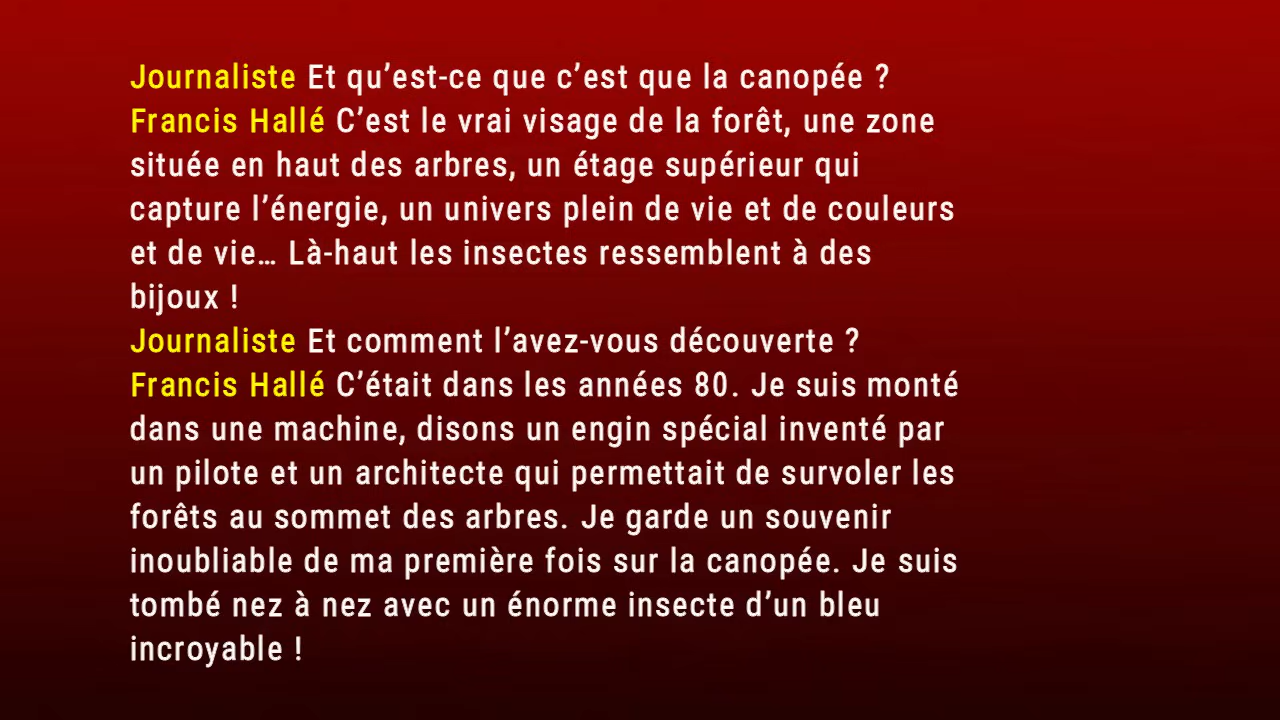 Journaliste Et qu’est-ce que c’est que la canopée ?
Francis Hallé C’est le vrai visage de la forêt, une zone
située en haut des arbres, un étage supérieur qui
capture l’énergie, un univers plein de vie et de couleurs
et de vie… Là-haut les insectes ressemblent à des
bijoux !
Journaliste Et comment l’avez-vous découverte ?
Francis Hallé C’était dans les années 80. Je suis monté
dans une machine, disons un engin spécial inventé par
un pilote et un architecte qui permettait de survoler les
forêts au sommet des arbres. Je garde un souvenir
inoubliable de ma première fois sur la canopée. Je suis
tombé nez à nez avec un énorme insecte d’un bleu
incroyable !